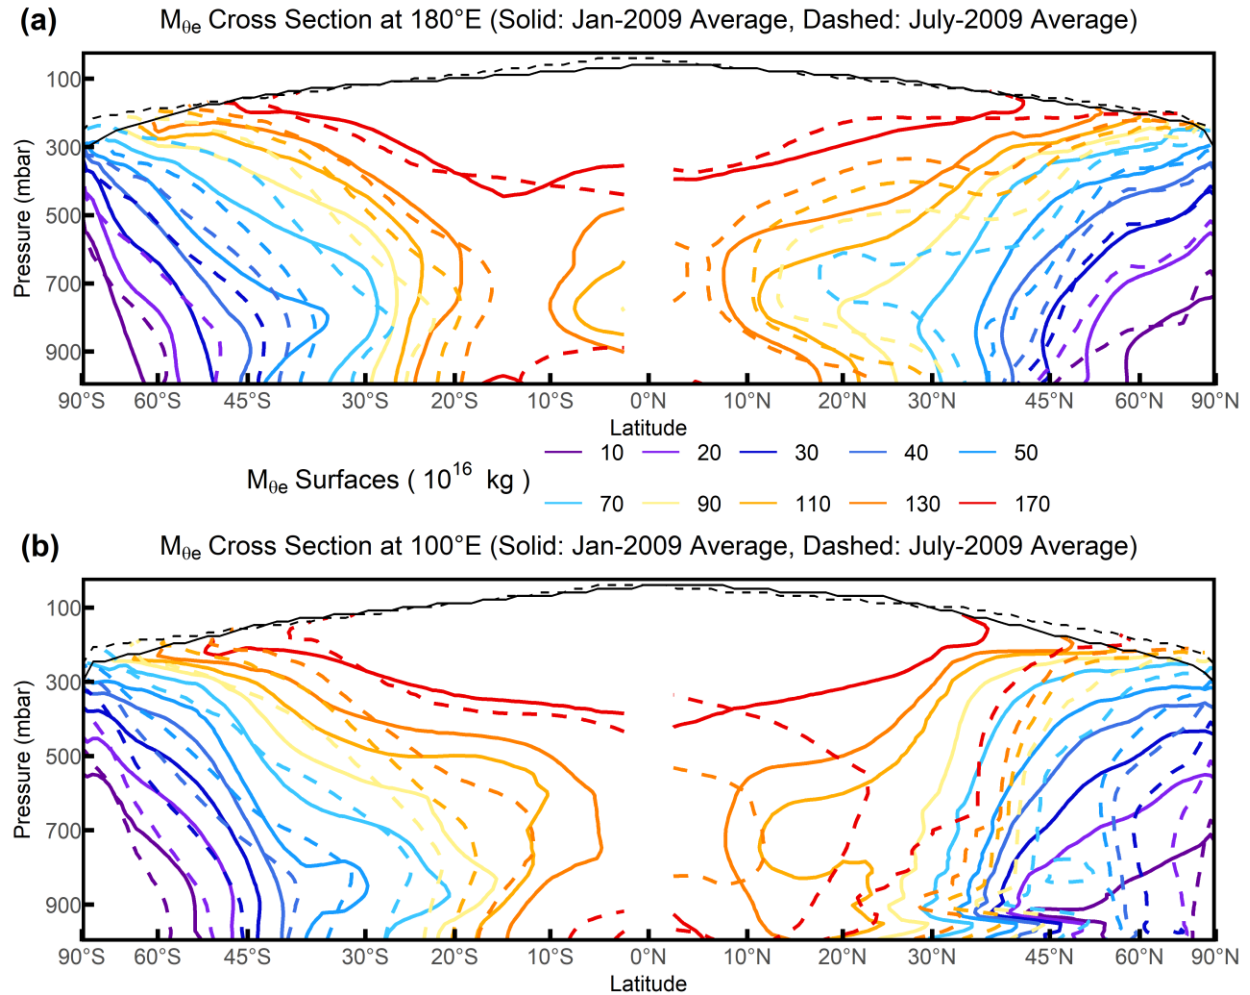 (a) M_θe Cross Section at 180°E (Solid: Jan-2009 Average, Dashed: July-2009 Average)
Pressure (mbar)
100
300
500
700
900
90°S 60°S 45°S 30°S 20°S 10°S 0°N 10°N 20°N 30°N 45°N 60°N 90°N
Latitude
M_θe Surfaces ( 10^16 kg )
10 20 30 40 50
70 90 110 130 170
(b) M_θe Cross Section at 100°E (Solid: Jan-2009 Average, Dashed: July-2009 Average)
Pressure (mbar)
100
300
500
700
900
90°S 60°S 45°S 30°S 20°S 10°S 0°N 10°N 20°N 30°N 45°N 60°N 90°N
Latitude